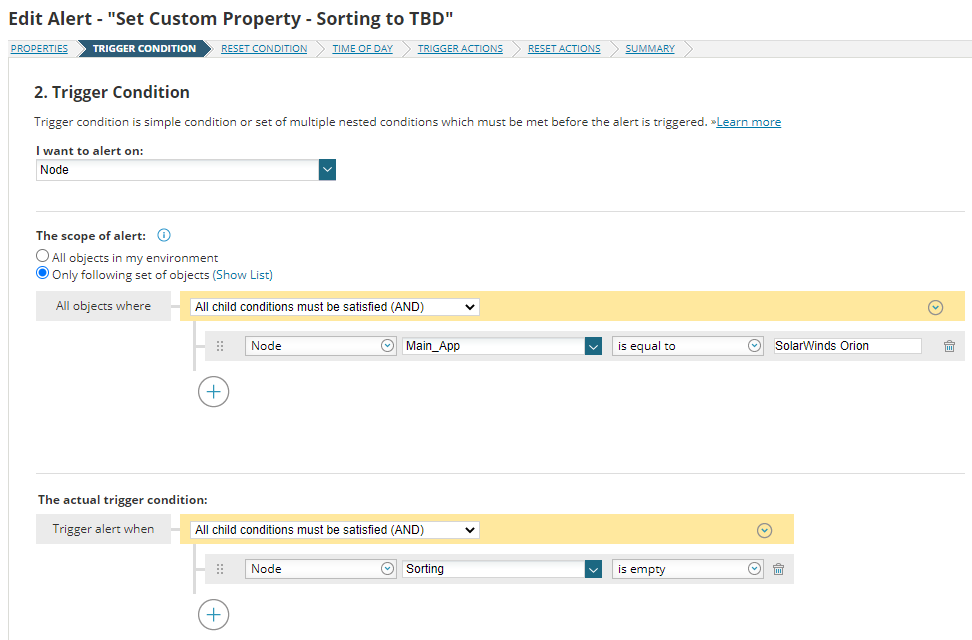 Edit Alert - "Set Custom Property - Sorting to TBD"
PROPERTIES TRIGGER CONDITION RESET CONDITION TIME OF DAY TRIGGER ACTIONS RESET ACTIONS SUMMARY
2. Trigger Condition
Trigger condition is simple condition or set of multiple nested conditions which must be met before the alert is triggered. »Learn more
I want to alert on:
Node
The scope of alert:
All objects in my environment
Only following set of objects (Show List)
All objects where All child conditions must be satisfied (AND)
Node Main_App is equal to SolarWinds Orion
The actual trigger condition:
Trigger alert when All child conditions must be satisfied (AND)
Node Sorting is empty